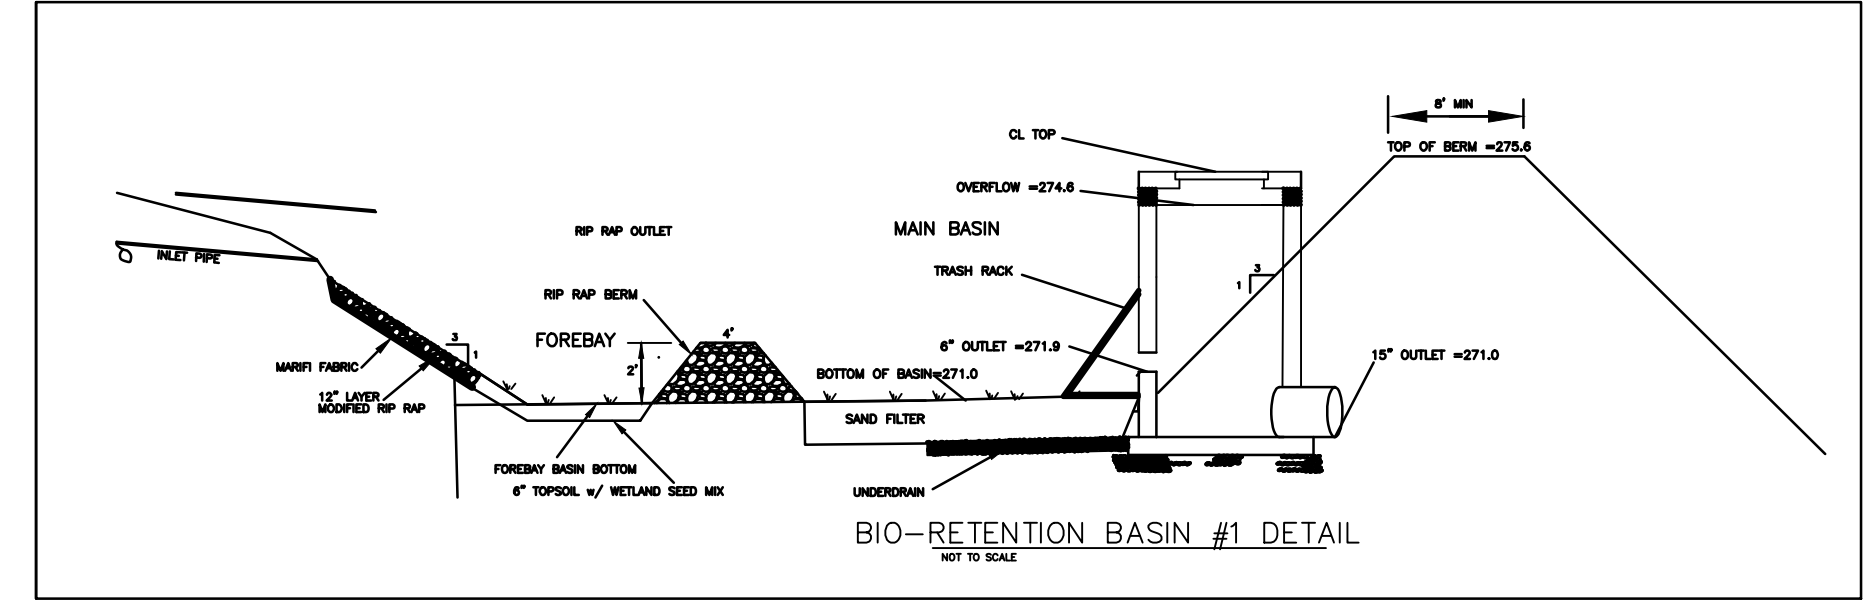 8' MIN
TOP OF BERM =275.6
CL TOP
OVERFLOW =274.6
MAIN BASIN
RIP RAP OUTLET
INLET PIPE
TRASH RACK
3
1
RIP RAP BERM
4'
FOREBAY
2'
6" OUTLET =271.9
15" OUTLET =271.0
3
1
MARIFI FABRIC
BOTTOM OF BASIN=271.0
12" LAYER
MODIFIED RIP RAP
SAND FILTER
FOREBAY BASIN BOTTOM
6" TOPSOIL w/ WETLAND SEED MIX
UNDERDRAIN
BIO-RETENTION BASIN #1 DETAIL
NOT TO SCALE